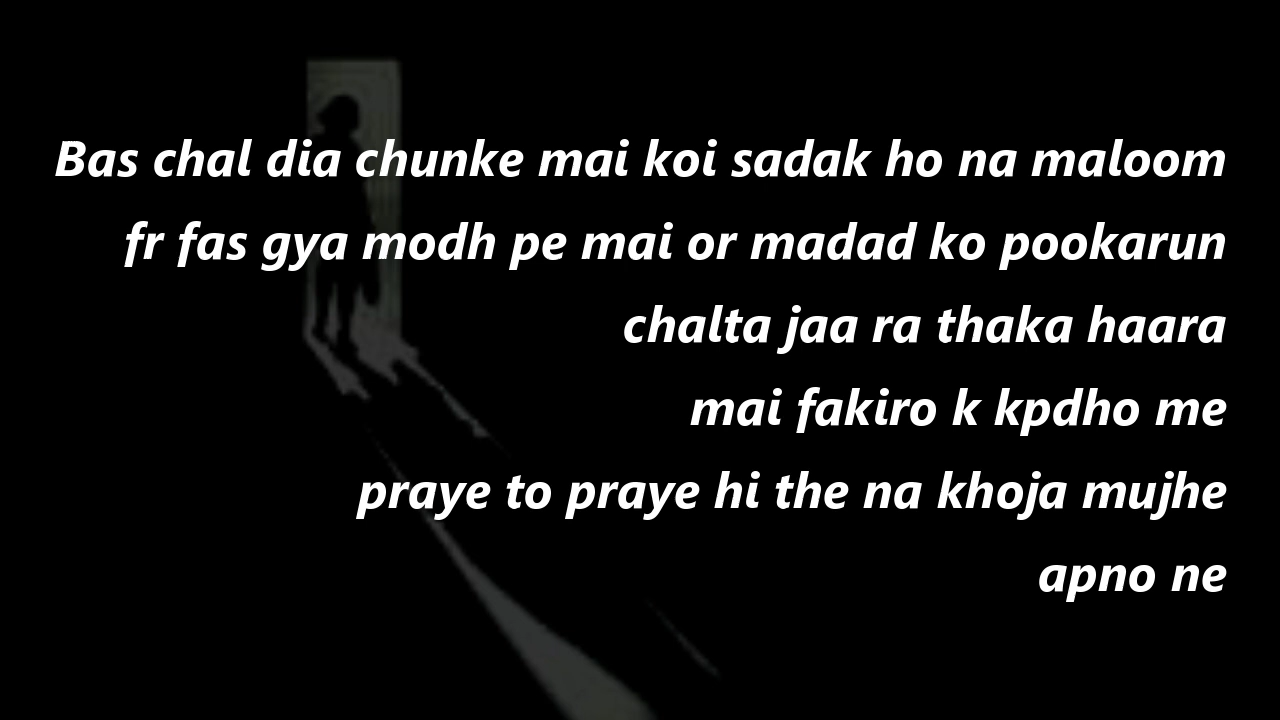 Bas chal dia chunke mai koi sadak ho na maloom
fr fas gya modh pe mai or madad ko pookarun
chalta jaa ra thaka haara
mai fakiro k kpdho me
praye to praye hi the na khoja mujhe
apno ne